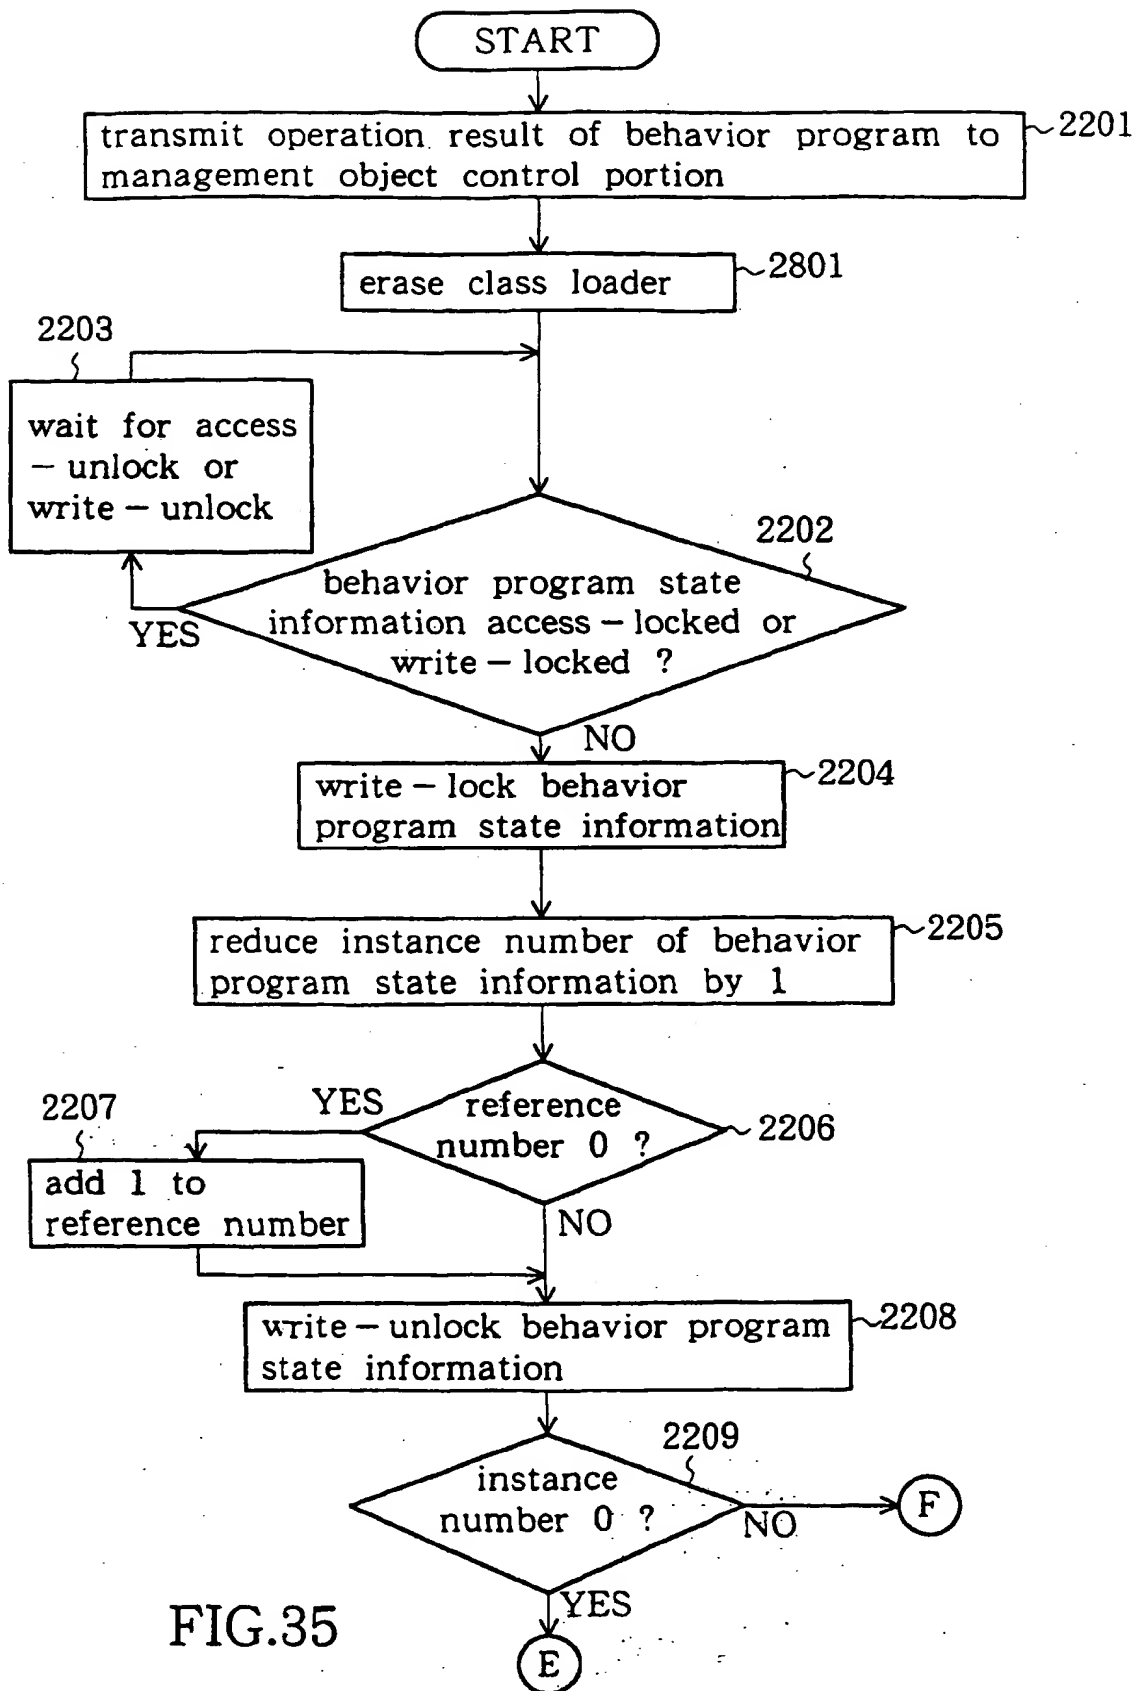 START
transmit operation result of behavior program to
management object control portion
2201
erase class loader
2801
2203
wait for access
– unlock or
write – unlock
2202
behavior program state
information access – locked or
write – locked ?
YES
NO
write – lock behavior
program state information
2204
reduce instance number of behavior
program state information by 1
2205
YES
reference
number 0 ?
2206
2207
add 1 to
reference number
NO
write – unlock behavior program
state information
2208
2209
instance
number 0 ?
NO
F
YES
E
FIG.35